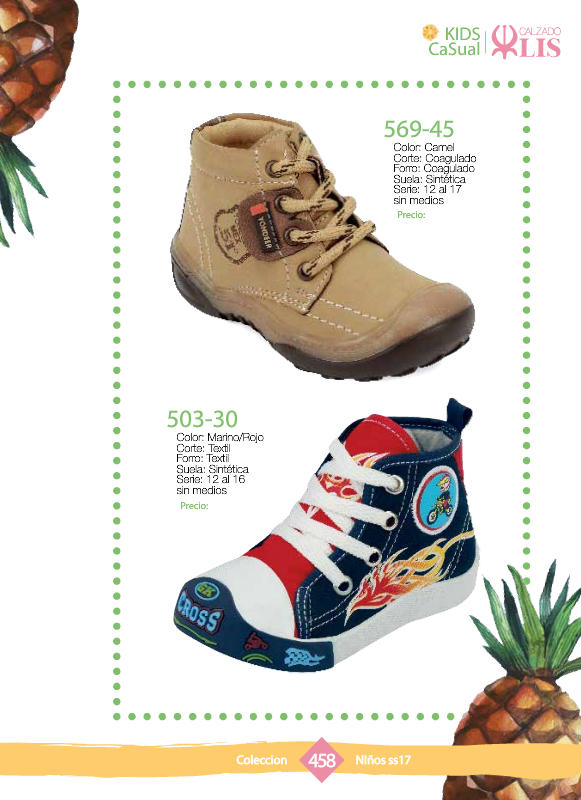 KIDS
CaSual
CALZADO
LIS
569-45
Color: Camel
Corte: Coagulado
Forro: Coagulado
Suela: Sintética
Serie: 12 al 17
sin medios
Precio:
YONDEER
51
503-30
Color: Marino/Rojo
Corte: Textil
Forro: Textil
Suela: Sintética
Serie: 12 al 16
sin medios
Precio:
CROSS
Coleccion 458 Niños ss17